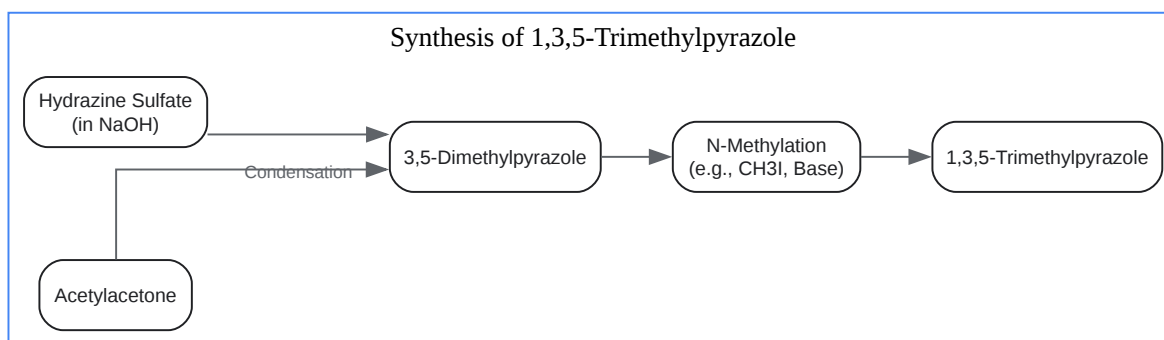 Synthesis of 1,3,5-Trimethylpyrazole
Hydrazine Sulfate
(in NaOH)
Condensation
3,5-Dimethylpyrazole
N-Methylation
(e.g., CH3I, Base)
1,3,5-Trimethylpyrazole
Acetylacetone